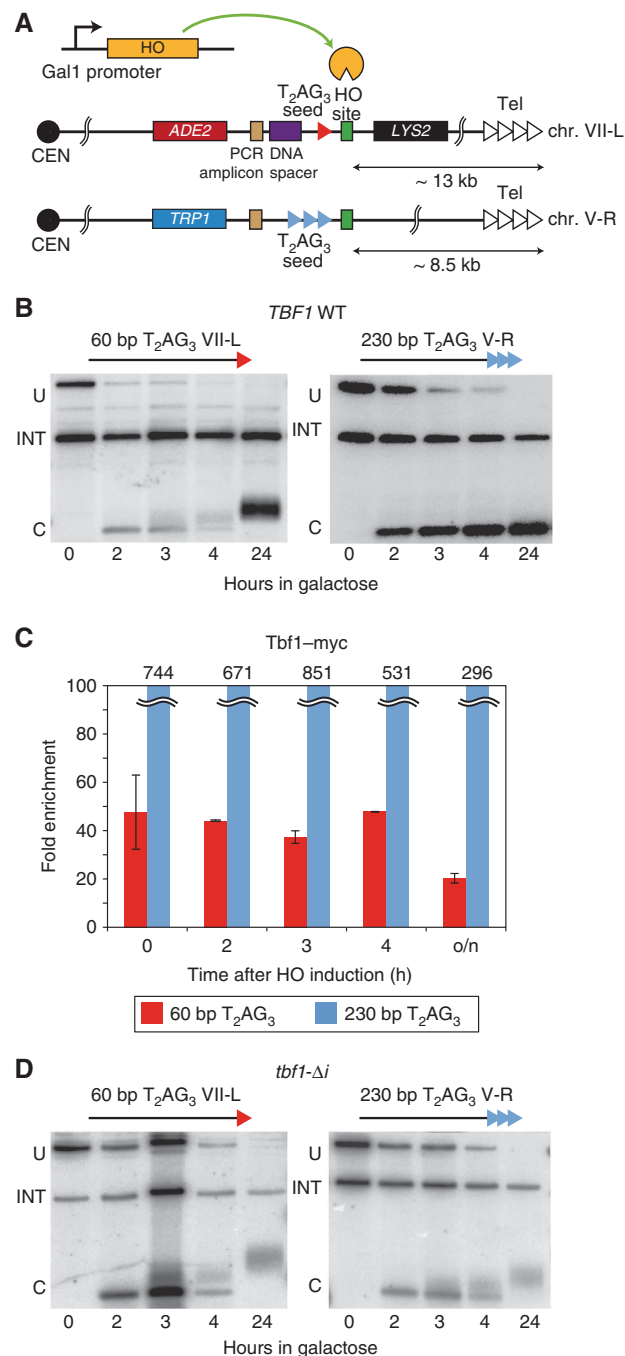 A
HO
Gal1 promoter
T₂AG₃ seed
HO site
ADE2
LYS2
Tel
chr. VII-L
CEN
PCR amplicon
DNA spacer
~ 13 kb
TRP1
Tel
chr. V-R
CEN
T₂AG₃ seed
~ 8.5 kb
B
TBF1 WT
60 bp T₂AG₃ VII-L
230 bp T₂AG₃ V-R
U
INT
C
0 2 3 4 24
U
INT
C
0 2 3 4 24
Hours in galactose
C
Tbf1–myc
744 671 851 531 296
Fold enrichment
100
80
60
40
20
0
0 2 3 4 o/n
Time after HO induction (h)
60 bp T₂AG₃
230 bp T₂AG₃
D
tbf1-Δi
60 bp T₂AG₃ VII-L
230 bp T₂AG₃ V-R
U
INT
C
0 2 3 4 24
U
INT
C
0 2 3 4 24
Hours in galactose